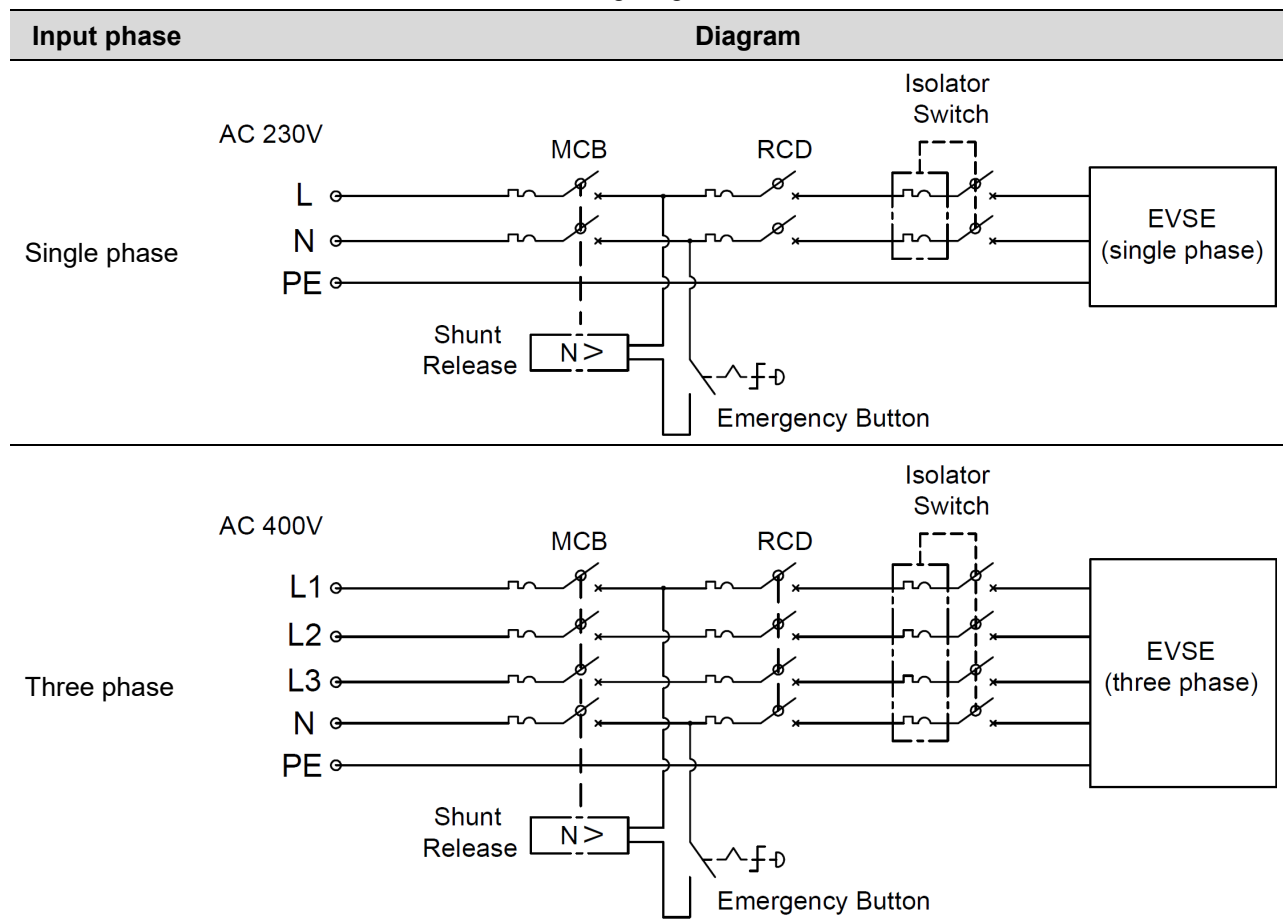 Input phase
Diagram
Single phase
AC 230V
MCB
RCD
Isolator
Switch
L
N
PE
EVSE
(single phase)
Shunt
Release
N >
Emergency Button
Three phase
AC 400V
MCB
RCD
Isolator
Switch
L1
L2
L3
N
PE
EVSE
(three phase)
Shunt
Release
N >
Emergency Button